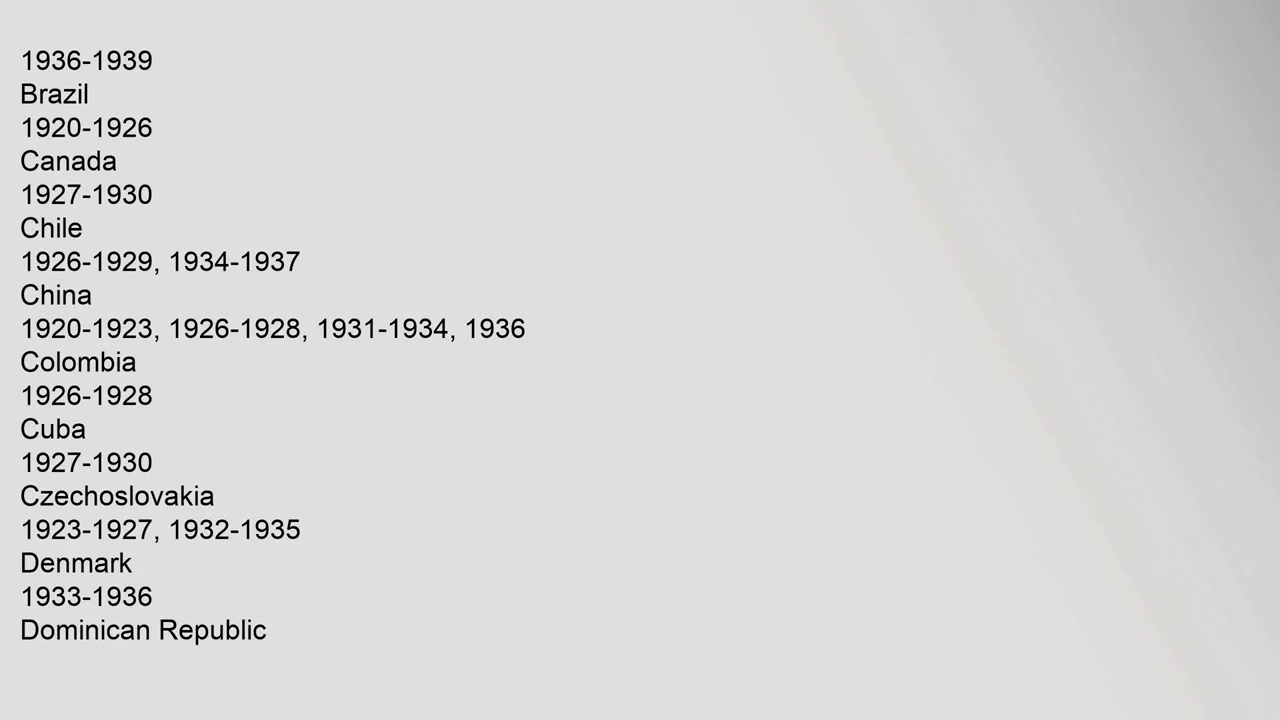 1936-1939
Brazil
1920-1926
Canada
1927-1930
Chile
1926-1929, 1934-1937
China
1920-1923, 1926-1928, 1931-1934, 1936
Colombia
1926-1928
Cuba
1927-1930
Czechoslovakia
1923-1927, 1932-1935
Denmark
1933-1936
Dominican Republic